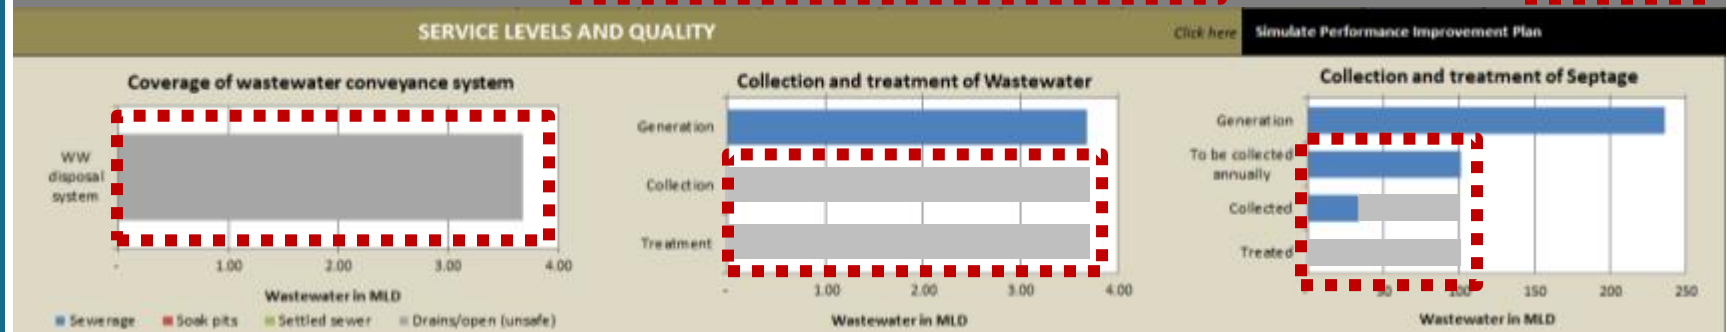 SERVICE LEVELS AND QUALITY
Click here
Simulate Performance Improvement Plan
Coverage of wastewater conveyance system
WW
disposal
system
-
1.00
2.00
3.00
4.00
Wastewater in MLD
Sewerage
Soak pits
Settled sewer
Drains/open (unsafe)
Collection and treatment of Wastewater
Generation
Collection
Treatment
-
1.00
2.00
3.00
4.00
Wastewater in MLD
Collection and treatment of Septage
Generation
To be collected
annually
Collected
Treated
-
50
100
150
200
250
Wastewater in MLD